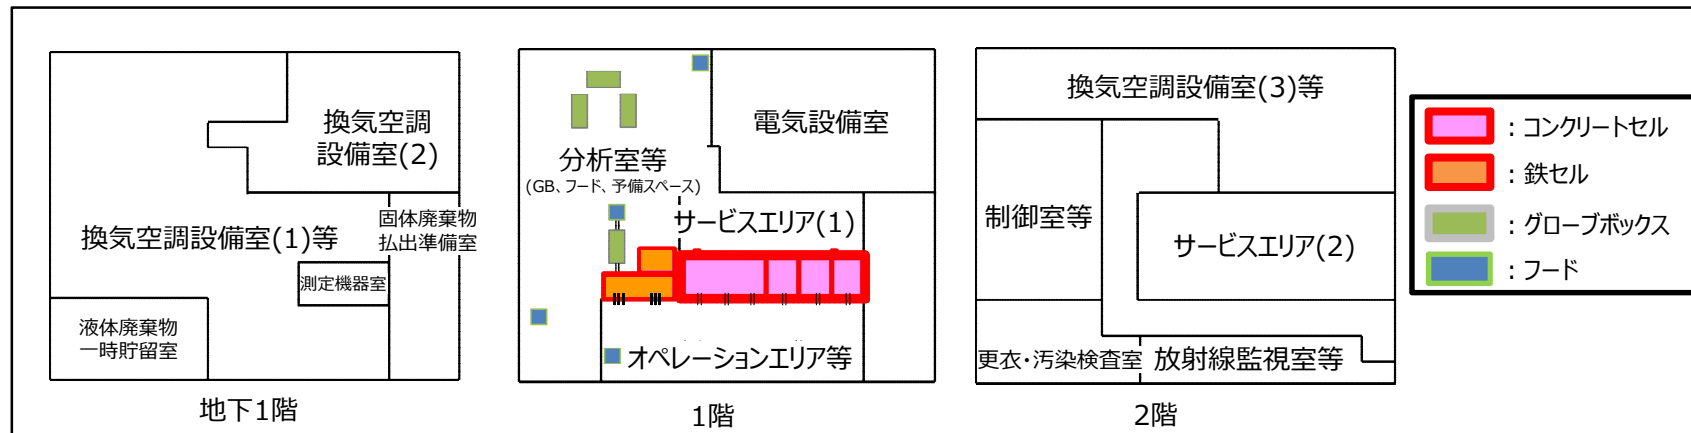 換気空調
設備室(2)
固体廃棄物
払出準備室
換気空調設備室(1)等
測定機器室
液体廃棄物
一時貯留室
地下1階
電気設備室
分析室等
(GB、フード、予備スペース)
サービスエリア(1)
オペレーションエリア等
1階
換気空調設備室(3)等
制御室等
サービスエリア(2)
更衣・汚染検査室
放射線監視室等
2階
：コンクリートセル
：鉄セル
：グローブボックス
：フード